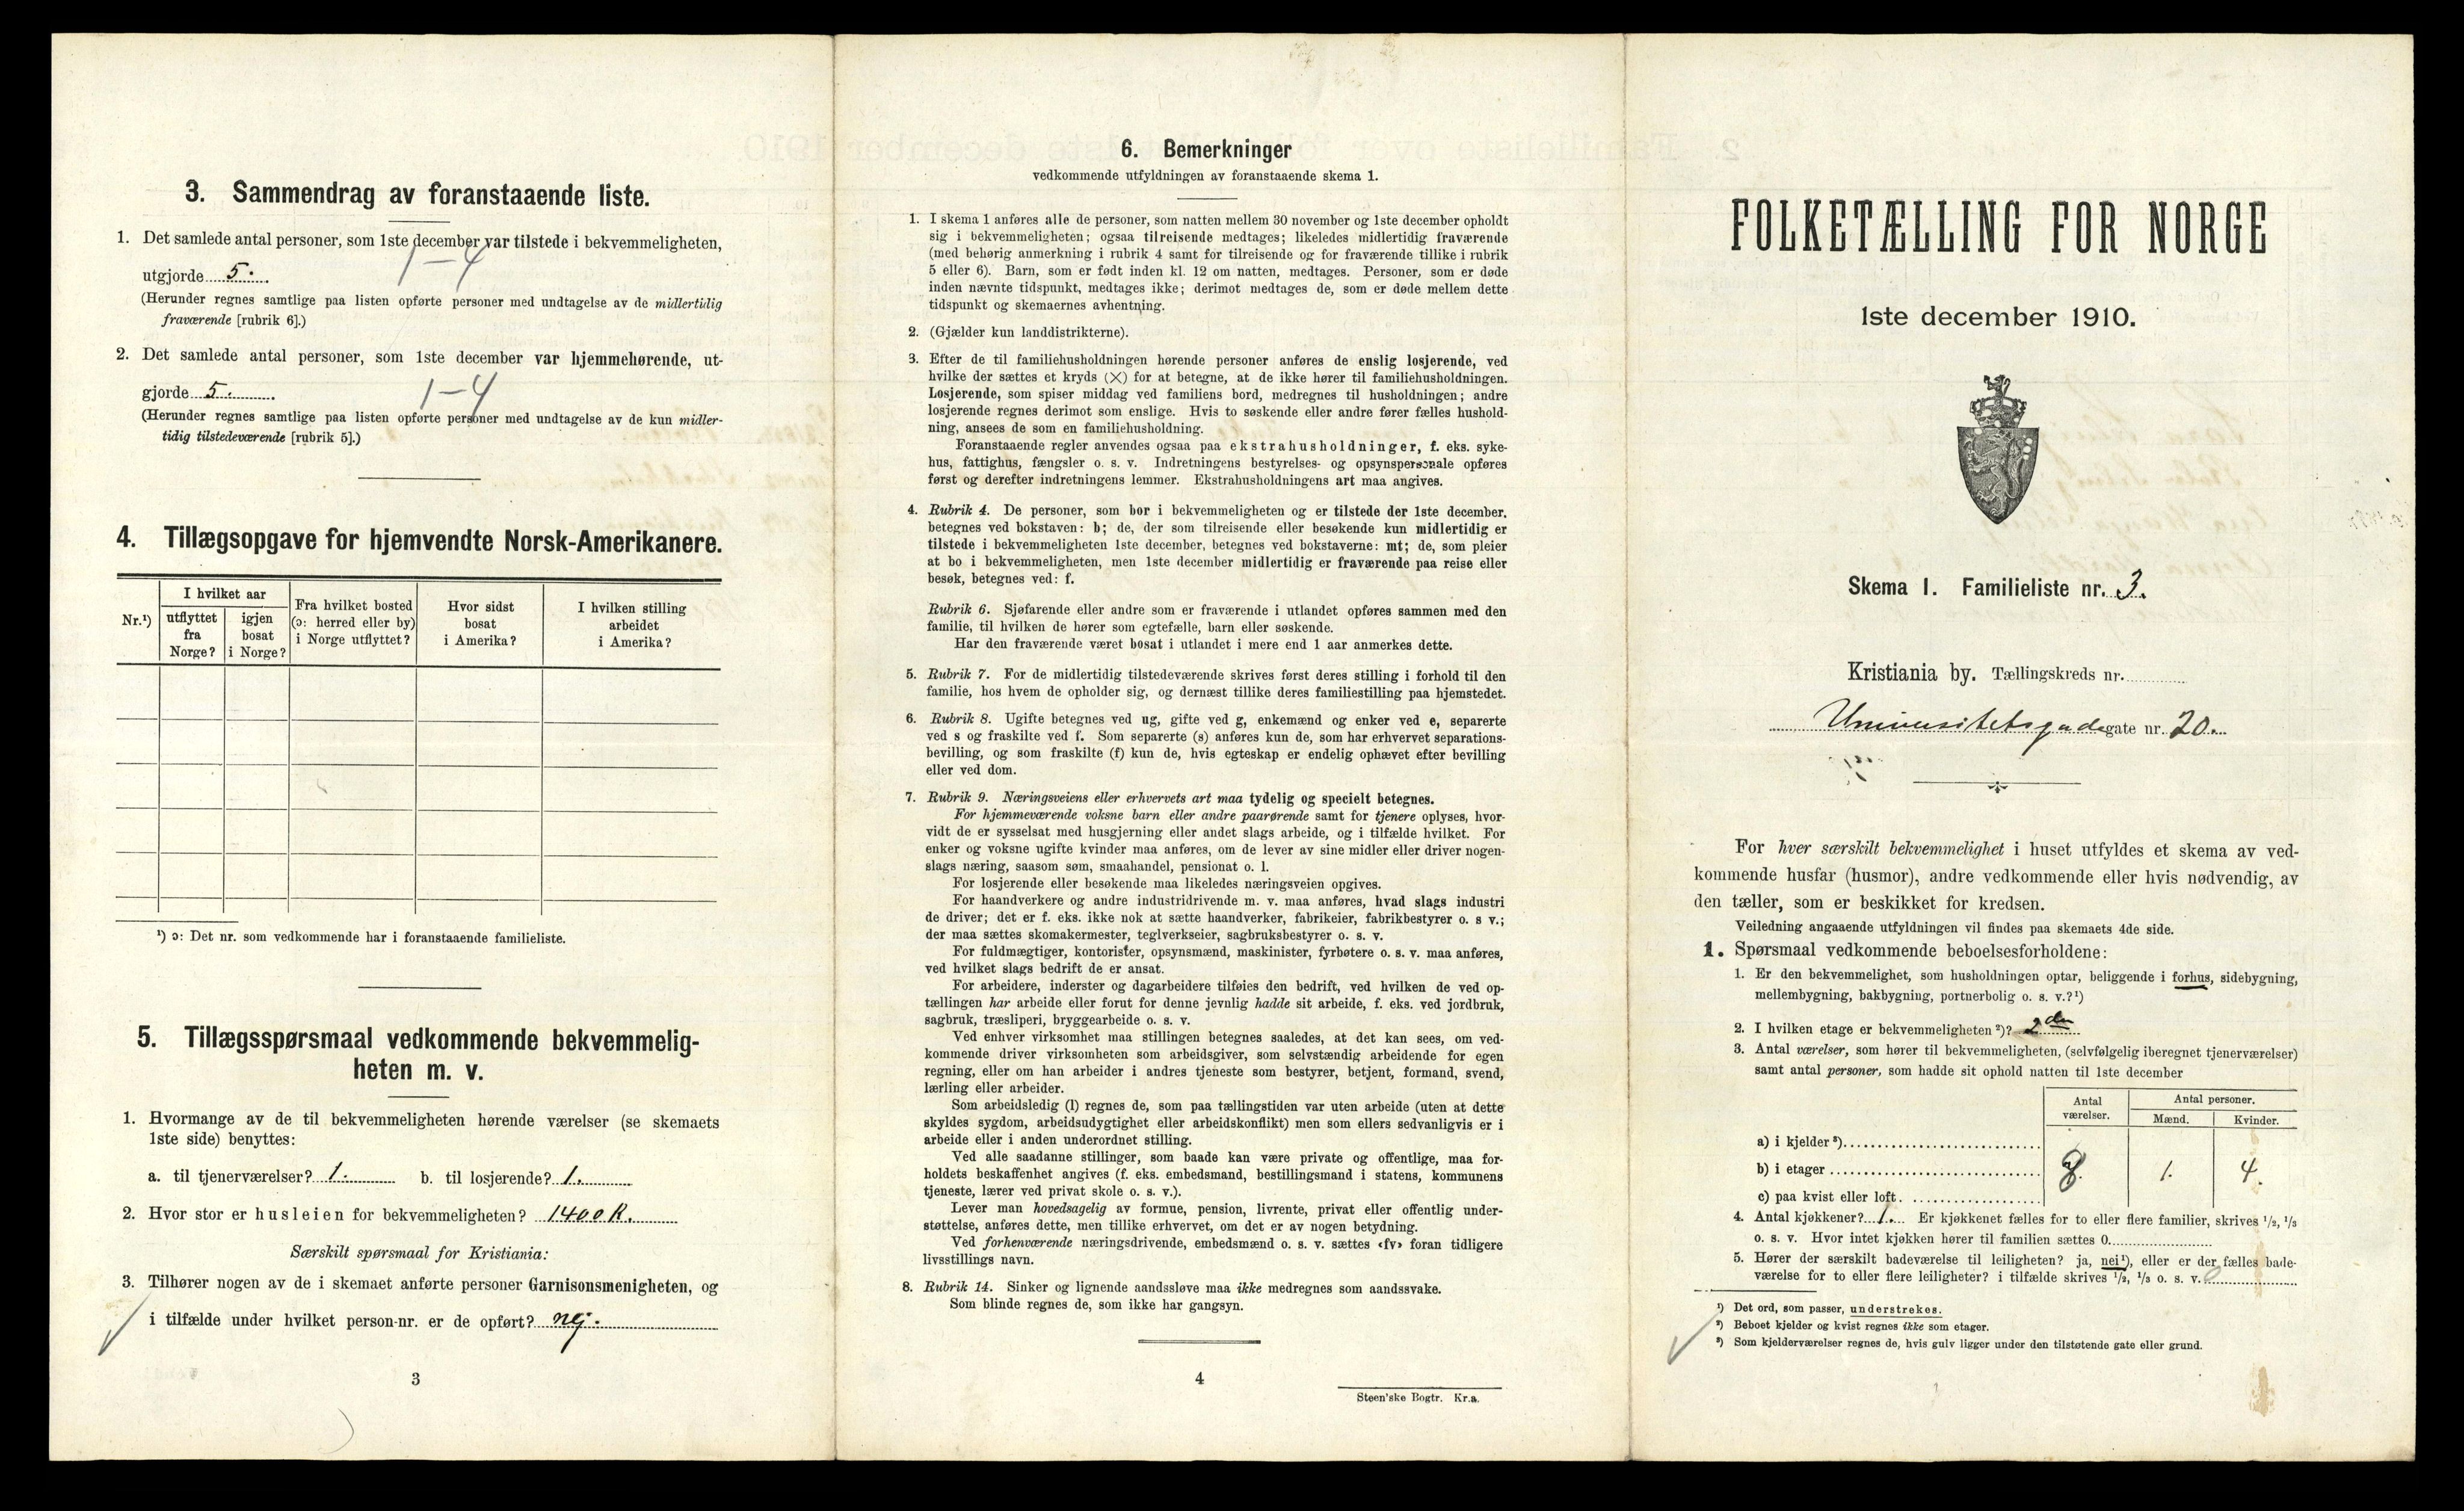 3. Sammendrag av foranstaaende liste.
1. Det samlede antal personer, som 1ste december var tilstede i bekvemmeligheten,
1 – 4
utgjorde 5.
(Herunder regnes samtlige paa listen opførte personer med undtagelse av de midlertidig
fraværende [rubrik 6].)
2. Det samlede antal personer, som 1ste december var hjemmehørende, ut-
1 – 4
gjorde 5.
(Herunder regnes samtlige paa listen opførte personer med undtagelse av de kun midler-
tidig tilstedeværende [rubrik 5].)
4. Tillægsopgave for hjemvendte Norsk-Amerikanere.
Nr.¹)
I hvilket aar
utflyttet fra Norge?
igjen bosat i Norge?
Fra hvilket bosted (ɔ: herred eller by) i Norge utflyttet?
Hvor sidst bosat i Amerika?
I hvilken stilling arbeidet i Amerika?
¹) ɔ: Det nr. som vedkommende har i foranstaaende familieliste.
5. Tillægsspørsmaal vedkommende bekvemmelig-
heten m. v.
1. Hvormange av de til bekvemmeligheten hørende værelser (se skemaets
1ste side) benyttes:
a. til tjenerværelser? 1. b. til losjerende? 1.
2. Hvor stor er husleien for bekvemmeligheten? 1400 K.
Særskilt spørsmaal for Kristiania:
3. Tilhører nogen av de i skemaet anførte personer Garnisonsmenigheten, og
i tilfælde under hvilket person-nr. er de opført? nej.
3
6. Bemerkninger
vedkommende utfyldningen av foranstaaende skema 1.
1. I skema 1 anføres alle de personer, som natten mellem 30 november og 1ste december opholdt
sig i bekvemmeligheten; ogsaa tilreisende medtages; likeledes midlertidig fraværende
(med behørig anmerkning i rubrik 4 samt for tilreisende og for fraværende tillike i rubrik
5 eller 6). Barn, som er født inden kl. 12 om natten, medtages. Personer, som er døde
inden nævnte tidspunkt, medtages ikke; derimot medtages de, som er døde mellem dette
tidspunkt og skemaernes avhentning.
2. (Gjælder kun landdistrikterne).
3. Efter de til familiehusholdningen hørende personer anføres de enslig losjerende, ved
hvilke der sættes et kryds (×) for at betegne, at de ikke hører til familiehusholdningen.
Losjerende, som spiser middag ved familiens bord, medregnes til husholdningen; andre
losjerende regnes derimot som enslige. Hvis to søskende eller andre fører fælles hushold-
ning, ansees de som en familiehusholdning.
Foranstaaende regler anvendes ogsaa paa ekstrahusholdninger, f. eks. syke-
hus, fattighus, fængsler o. s. v. Indretningens bestyrelses- og opsynspersonale opføres
først og derefter indretningens lemmer. Ekstrahusholdningens art maa angives.
4. Rubrik 4. De personer, som bor i bekvemmeligheten og er tilstede der 1ste december,
betegnes ved bokstaven: b; de, der som tilreisende eller besøkende kun midlertidig er
tilstede i bekvemmeligheten 1ste december, betegnes ved bokstaverne: mt; de, som pleier
at bo i bekvemmeligheten, men 1ste december midlertidig er fraværende paa reise eller
besøk, betegnes ved: f.
Rubrik 6. Sjøfarende eller andre som er fraværende i utlandet opføres sammen med den
familie, til hvilken de hører som egtefælle, barn eller søskende.
Har den fraværende været bosat i utlandet i mere end 1 aar anmerkes dette.
5. Rubrik 7. For de midlertidig tilstedeværende skrives først deres stilling i forhold til den
familie, hos hvem de opholder sig, og dernæst tillike deres familiestilling paa hjemstedet.
6. Rubrik 8. Ugifte betegnes ved ug, gifte ved g, enkemænd og enker ved e, separerte
ved s og fraskilte ved f. Som separerte (s) anføres kun de, som har erhvervet separations-
bevilling, og som fraskilte (f) kun de, hvis egteskap er endelig ophævet efter bevilling
eller ved dom.
7. Rubrik 9. Næringsveiens eller erhvervets art maa tydelig og specielt betegnes.
For hjemmeværende voksne barn eller andre paarørende samt for tjenere oplyses, hvor-
vidt de er sysselsat med husgjerning eller andet slags arbeide, og i tilfælde hvilket. For
enker og voksne ugifte kvinder maa anføres, om de lever av sine midler eller driver nogen-
slags næring, saasom søm, smaahandel, pensionat o. l.
For losjerende eller besøkende maa likeledes næringsveien opgives.
For haandverkere og andre industridrivende m. v. maa anføres, hvad slags industri
de driver; det er f. eks. ikke nok at sætte haandverker, fabrikeier, fabrikbestyrer o. s v.;
der maa sættes skomakermester, teglverkseier, sagbruksbestyrer o. s. v.
For fuldmægtiger, kontorister, opsynsmænd, maskinister, fyrbøtere o. s. v. maa anføres,
ved hvilket slags bedrift de er ansat.
For arbeidere, inderster og dagarbeidere tilføies den bedrift, ved hvilken de ved op-
tællingen har arbeide eller forut for denne jevnlig hadde sit arbeide, f. eks. ved jordbruk,
sagbruk, træsliperi, bryggearbeide o. s. v.
Ved enhver virksomhet maa stillingen betegnes saaledes, at det kan sees, om ved-
kommende driver virksomheten som arbeidsgiver, som selvstændig arbeidende for egen
regning, eller om han arbeider i andres tjeneste som bestyrer, betjent, formand, svend,
lærling eller arbeider.
Som arbeidsledig (l) regnes de, som paa tællingstiden var uten arbeide (uten at dette
skyldes sygdom, arbeidsudygtighet eller arbeidskonflikt) men som ellers sedvanligvis er i
arbeide eller i anden underordnet stilling.
Ved alle saadanne stillinger, som baade kan være private og offentlige, maa for-
holdets beskaffenhet angives (f. eks. embedsmand, bestillingsmand i statens, kommunens
tjeneste, lærer ved privat skole o. s. v.).
Lever man hovedsagelig av formue, pension, livrente, privat eller offentlig under-
støttelse, anføres dette, men tillike erhvervet, om det er av nogen betydning.
Ved forhenværende næringsdrivende, embedsmænd o. s. v. sættes «fv» foran tidligere
livsstillings navn.
8. Rubrik 14. Sinker og lignende aandssløve maa ikke medregnes som aandssvake.
Som blinde regnes de, som ikke har gangsyn.
4
Steen'ske Bogtr. Kr.a.
FOLKETÆLLING FOR NORGE
1ste december 1910.
Skema 1. Familieliste nr. 3.
Kristiania by. Tællingskreds nr.
Universitetsgade gate nr. 20.
For hver særskilt bekvemmelighet i huset utfyldes et skema av ved-
kommende husfar (husmor), andre vedkommende eller hvis nødvendig, av
den tæller, som er beskikket for kredsen.
Veiledning angaaende utfyldningen vil findes paa skemaets 4de side.
1. Spørsmaal vedkommende beboelsesforholdene:
1. Er den bekvemmelighet, som husholdningen optar, beliggende i forhus, sidebygning,
mellembygning, bakbygning, portnerbolig o. s. v.?¹)
2. I hvilken etage er bekvemmeligheten²)? 2den
3. Antal værelser, som hører til bekvemmeligheten, (selvfølgelig iberegnet tjenerværelser)
samt antal personer, som hadde sit ophold natten til 1ste december
Antal værelser. Antal personer.
Mænd. Kvinder.
a) i kjelder³)
b) i etager 8. 1. 4.
c) paa kvist eller loft.
4. Antal kjøkkener? 1. Er kjøkkenet fælles for to eller flere familier, skrives 1/2, 1/3
o. s. v. Hvor intet kjøkken hører til familien sættes 0.
5. Hører der særskilt badeværelse til leiligheten? ja, nei¹), eller er der fælles bade-
værelse for to eller flere leiligheter? i tilfælde skrives 1/2, 1/3 o. s. v. 0
¹) Det ord, som passer, understrekes.
²) Beboet kjelder og kvist regnes ikke som etager.
³) Som kjelderværelser regnes de, hvis gulv ligger under den tilstøtende gate eller grund.